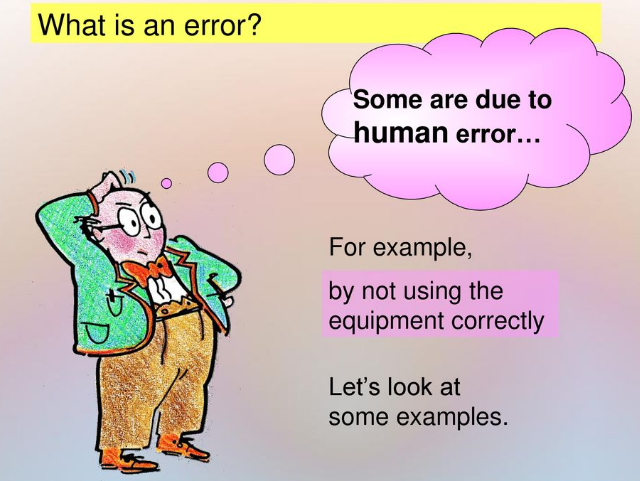 What is an error?
Some are due to
human error…
For example,
by not using the
equipment correctly
Let’s look at
some examples.